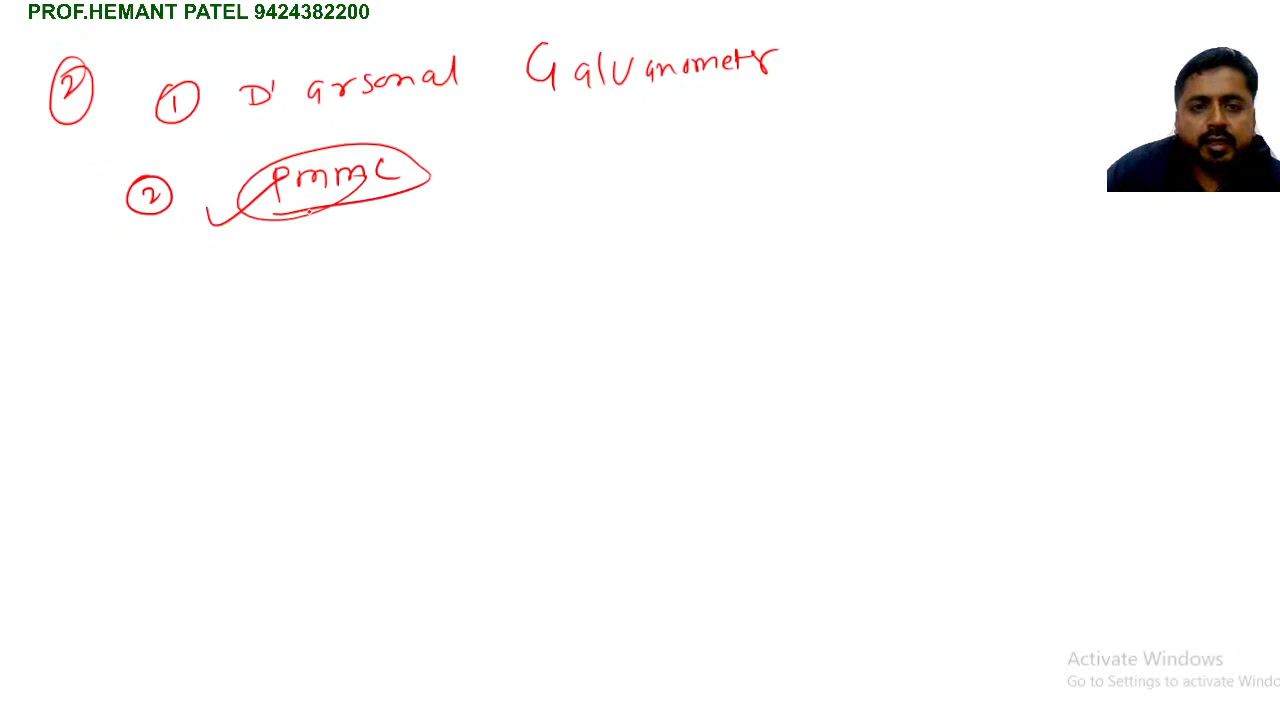 PROF.HEMANT PATEL 9424382200
② ① D'arsonal Galvanometr
② PMMC
Activate Windows
Go to Settings to activate Windo